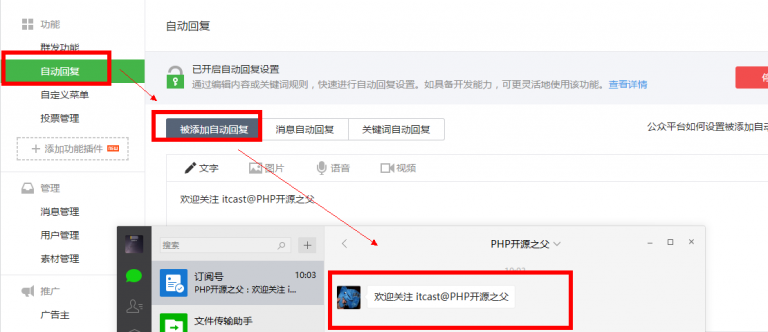 功能
群发功能
自动回复
自定义菜单
投票管理
添加功能插件
管理
消息管理
用户管理
素材管理
推广
广告主
自动回复
已开启自动回复设置
通过编辑内容或关键词规则，快速进行自动回复设置。如具备开发能力，可更灵活地使用该功能。查看详情
停
被添加自动回复 消息自动回复 关键词自动回复
公众平台如何设置被添加自动
文字 图片 语音 视频
欢迎关注 itcast@PHP开源之父
搜索
订阅号 10:03
PHP开源之父：欢迎关注 i...
文件传输助手
PHP开源之父
10:03
欢迎关注 itcast@PHP开源之父